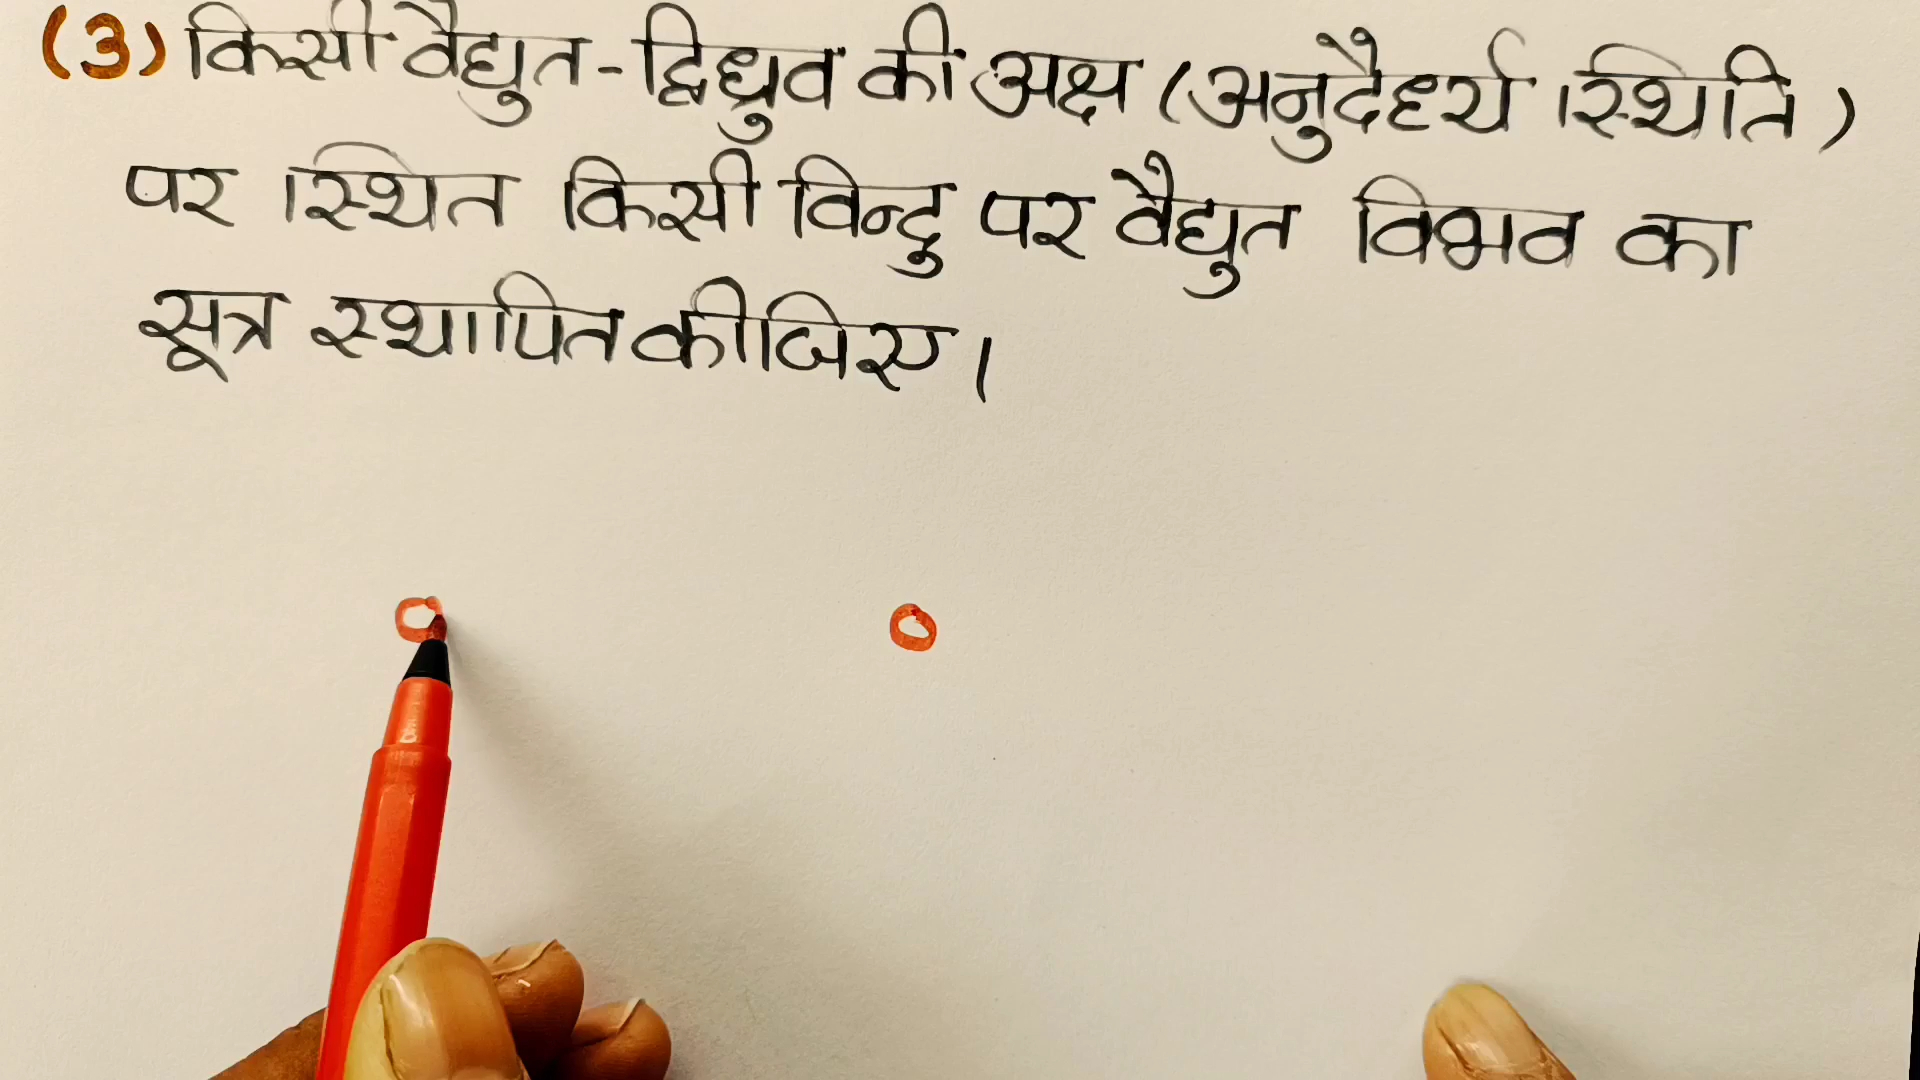 (3) किसी वैद्युत-द्विध्रुव की अक्ष (अनुदैर्ध्य स्थिति)
पर स्थित किसी विन्दु पर वैद्युत विभव का
सूत्र स्थापित कीजिए।